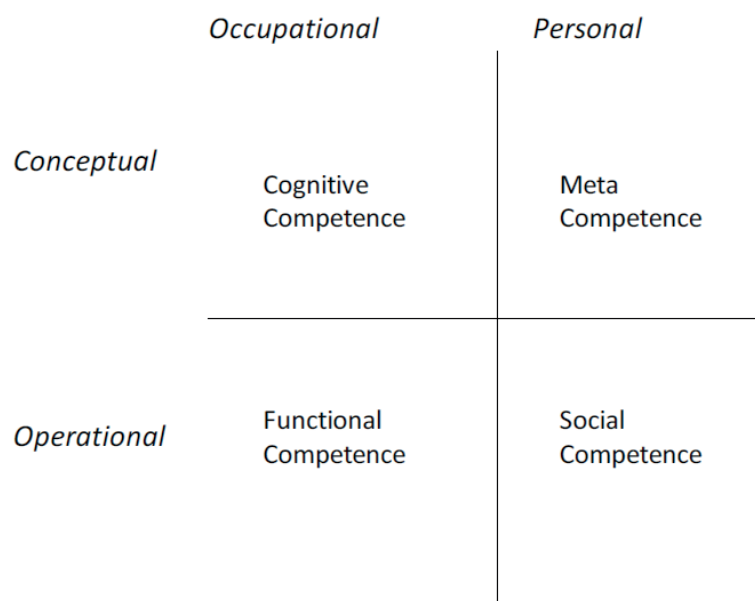 Occupational Personal
Conceptual
Cognitive Competence
Meta Competence
Operational
Functional Competence
Social Competence